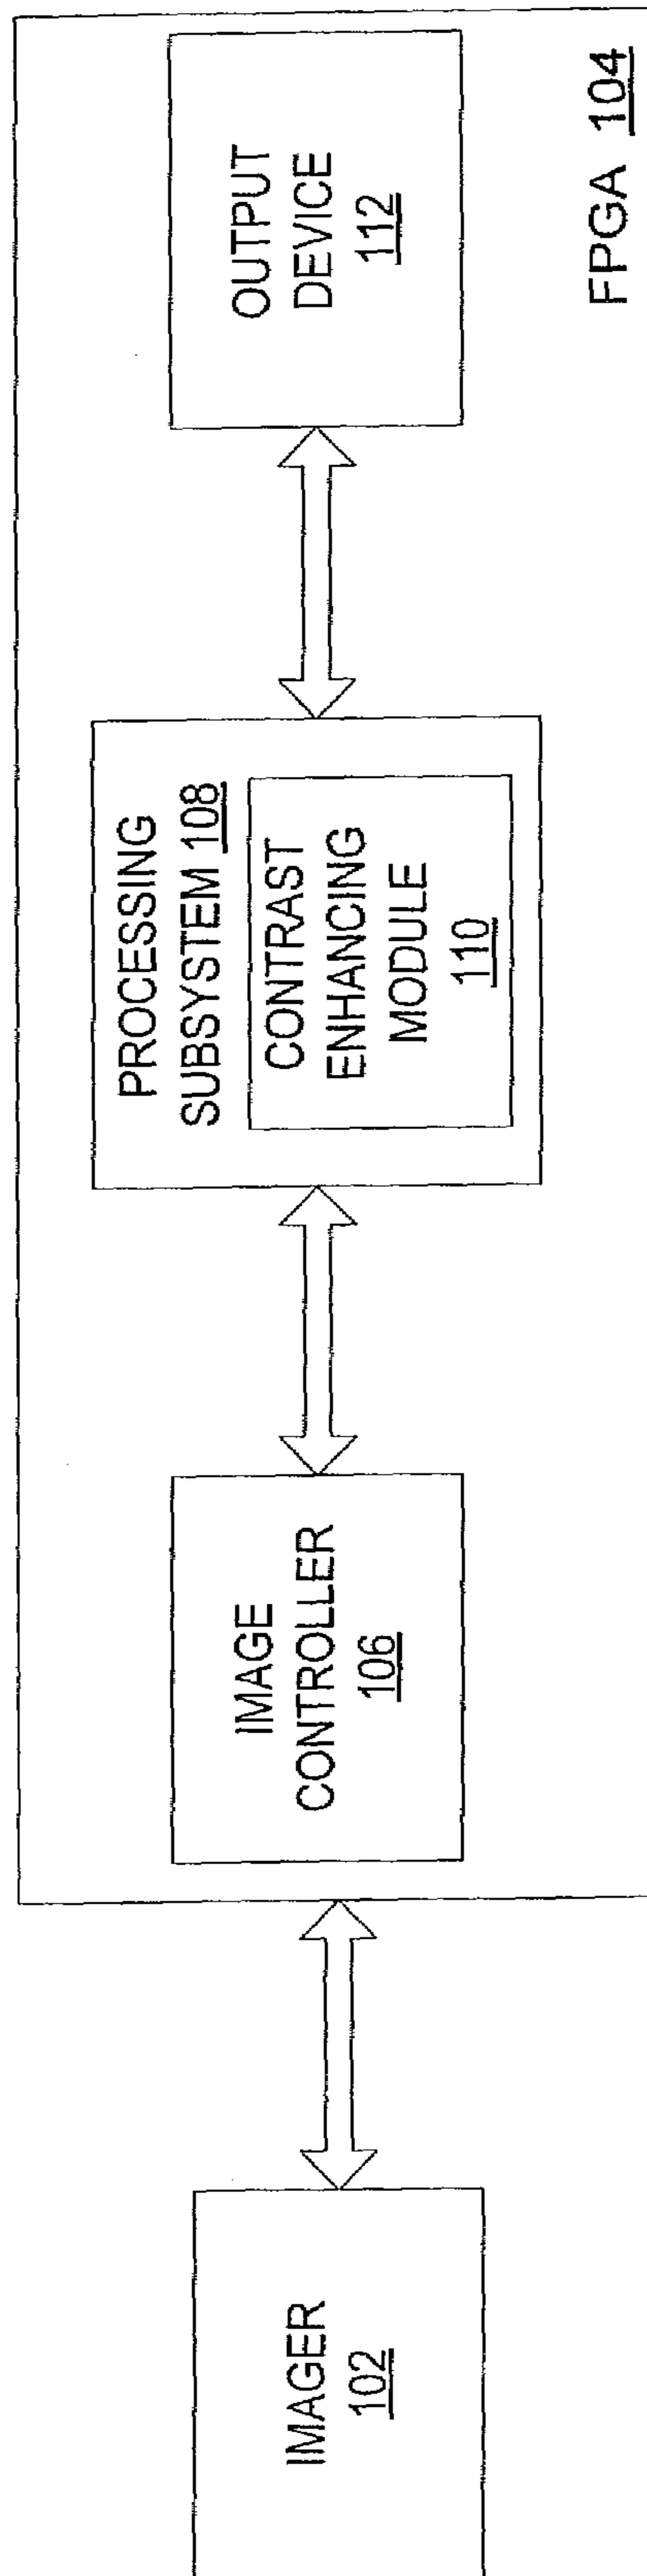 IMAGER
102
IMAGE
CONTROLLER
106
PROCESSING
SUBSYSTEM 108
CONTRAST
ENHANCING
MODULE
110
OUTPUT
DEVICE
112
FPGA 104